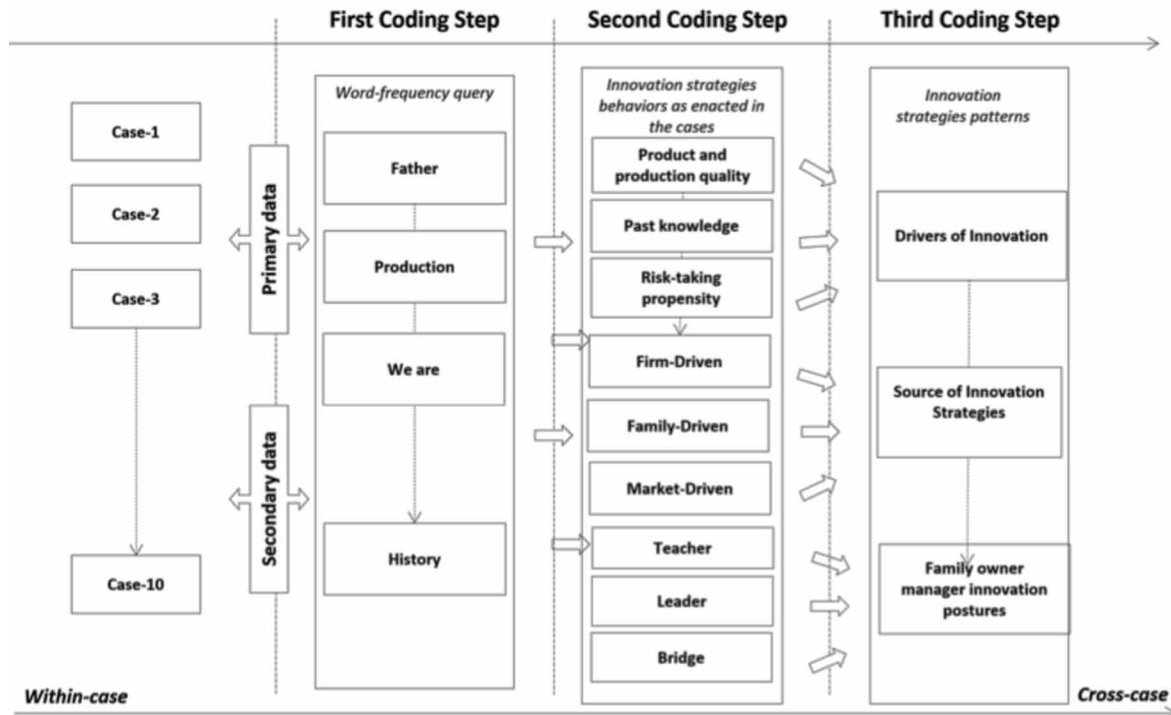 First Coding Step
Second Coding Step
Third Coding Step
Case-1
Case-2
Case-3
Case-10
Primary data
Secondary data
Word-frequency query
Father
Production
We are
History
Innovation strategies
behaviors as enacted in
the cases
Product and
production quality
Past knowledge
Risk-taking
propensity
Firm-Driven
Family-Driven
Market-Driven
Teacher
Leader
Bridge
Innovation
strategies patterns
Drivers of Innovation
Source of Innovation
Strategies
Family owner
manager innovation
postures
Within-case
Cross-case